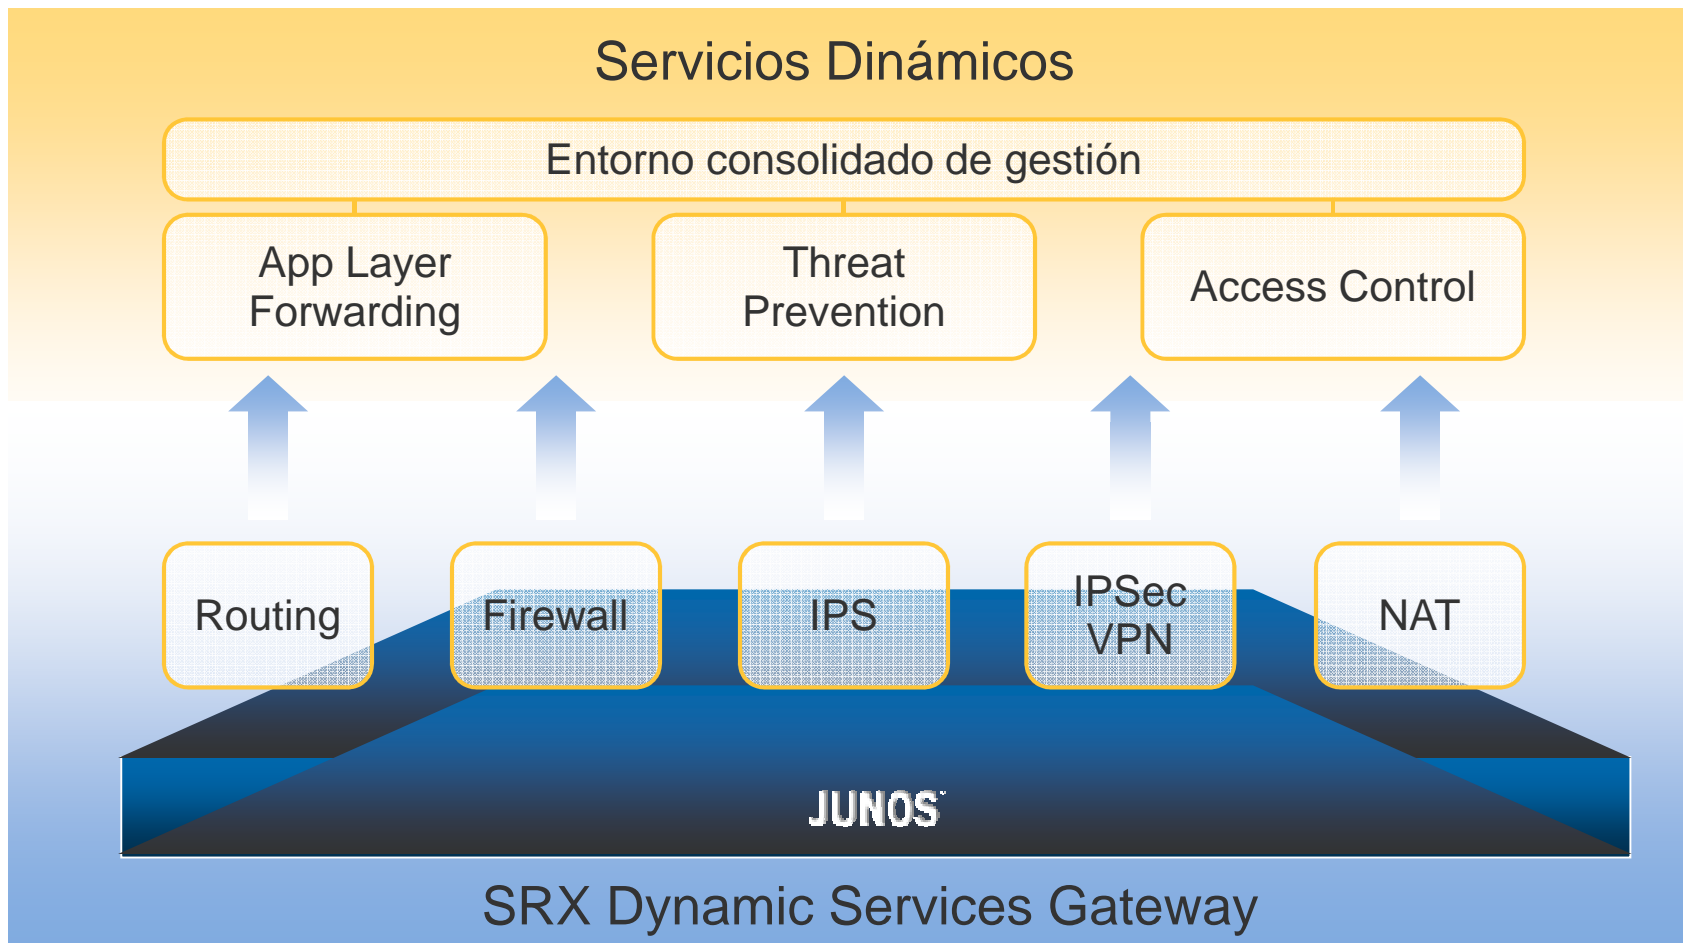 Servicios Dinámicos
Entorno consolidado de gestión
App Layer
Forwarding
Threat
Prevention
Access Control
Routing
Firewall
IPS
IPSec
VPN
NAT
JUNOS
SRX Dynamic Services Gateway